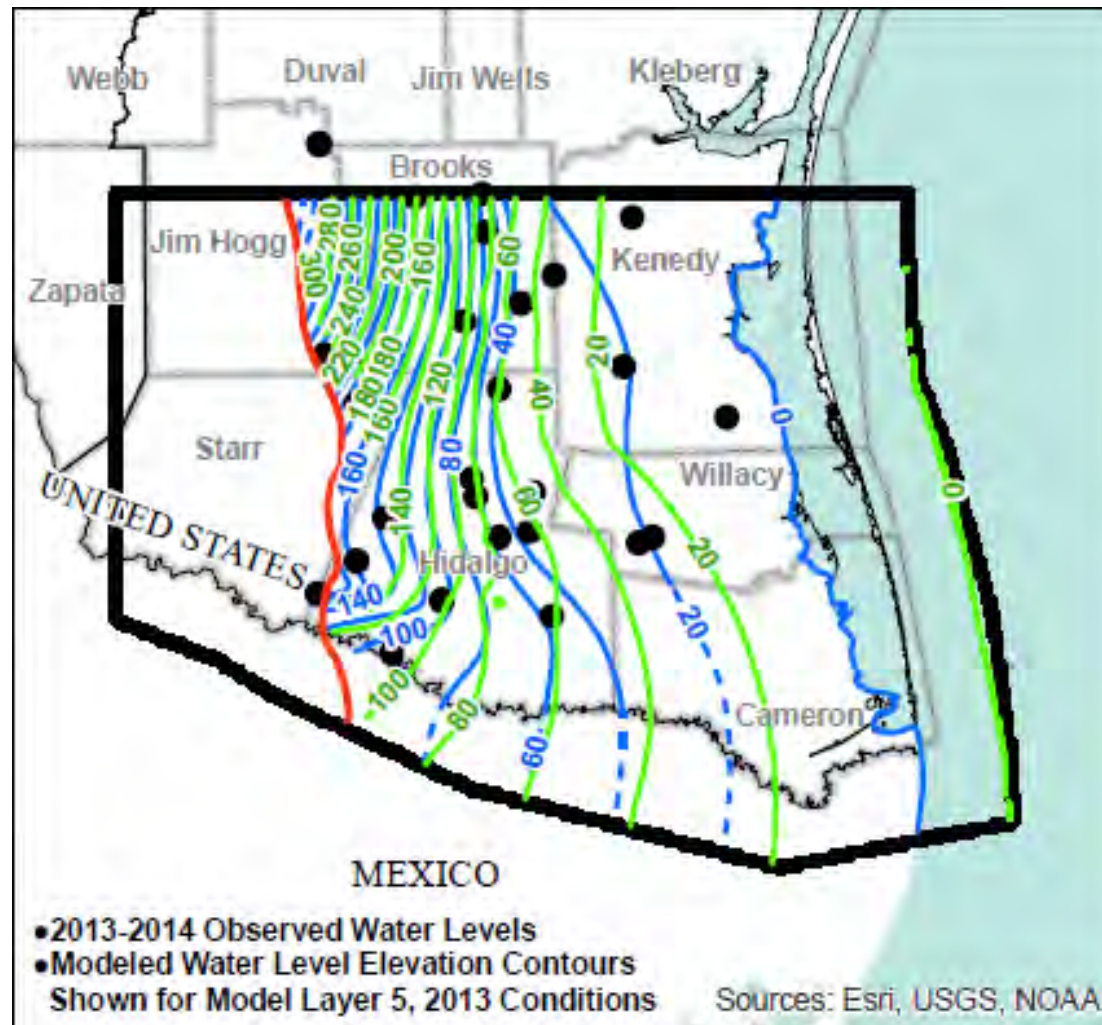 Webb
Duval
Jim Wells
Kleberg
Brooks
Jim Hogg
Kenedy
Zapata
Starr
Willacy
Hidalgo
Cameron
UNITED STATES
MEXICO
300
280
260
240
220
200
180
180
160
160
160
140
140
120
100
100
80
80
60
60
60
40
40
20
20
20
0
0
•2013-2014 Observed Water Levels
•Modeled Water Level Elevation Contours
Shown for Model Layer 5, 2013 Conditions
Sources: Esri, USGS, NOAA